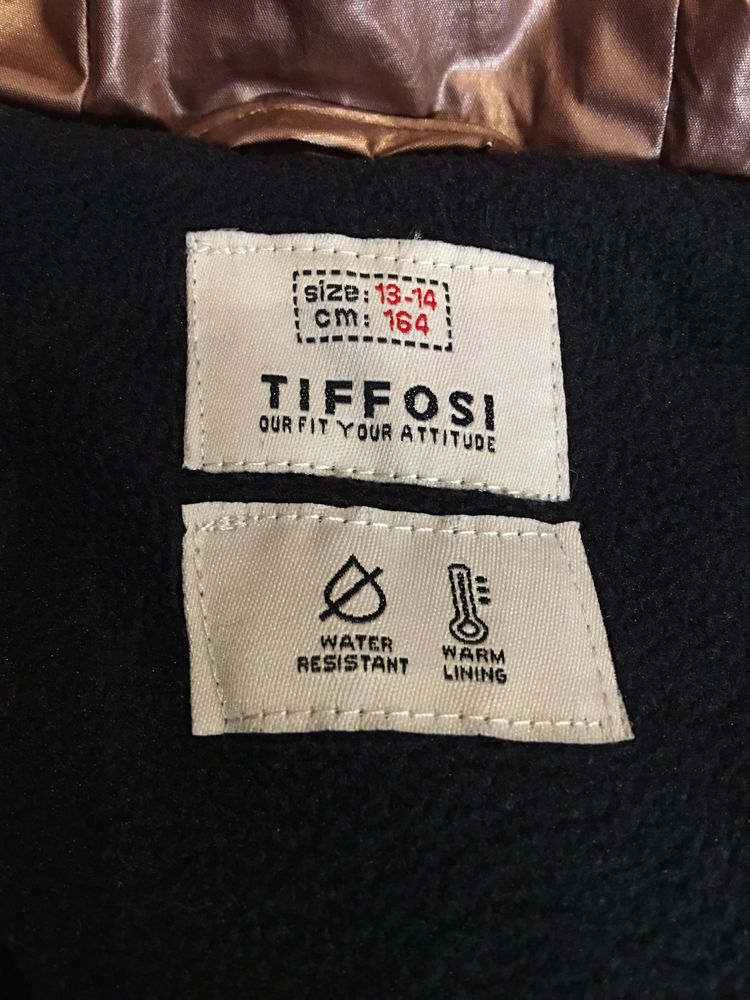 size: 13-14
cm: 164
TIFFOSI
OUR FIT YOUR ATTITUDE
WATER
RESISTANT
WARM
LINING